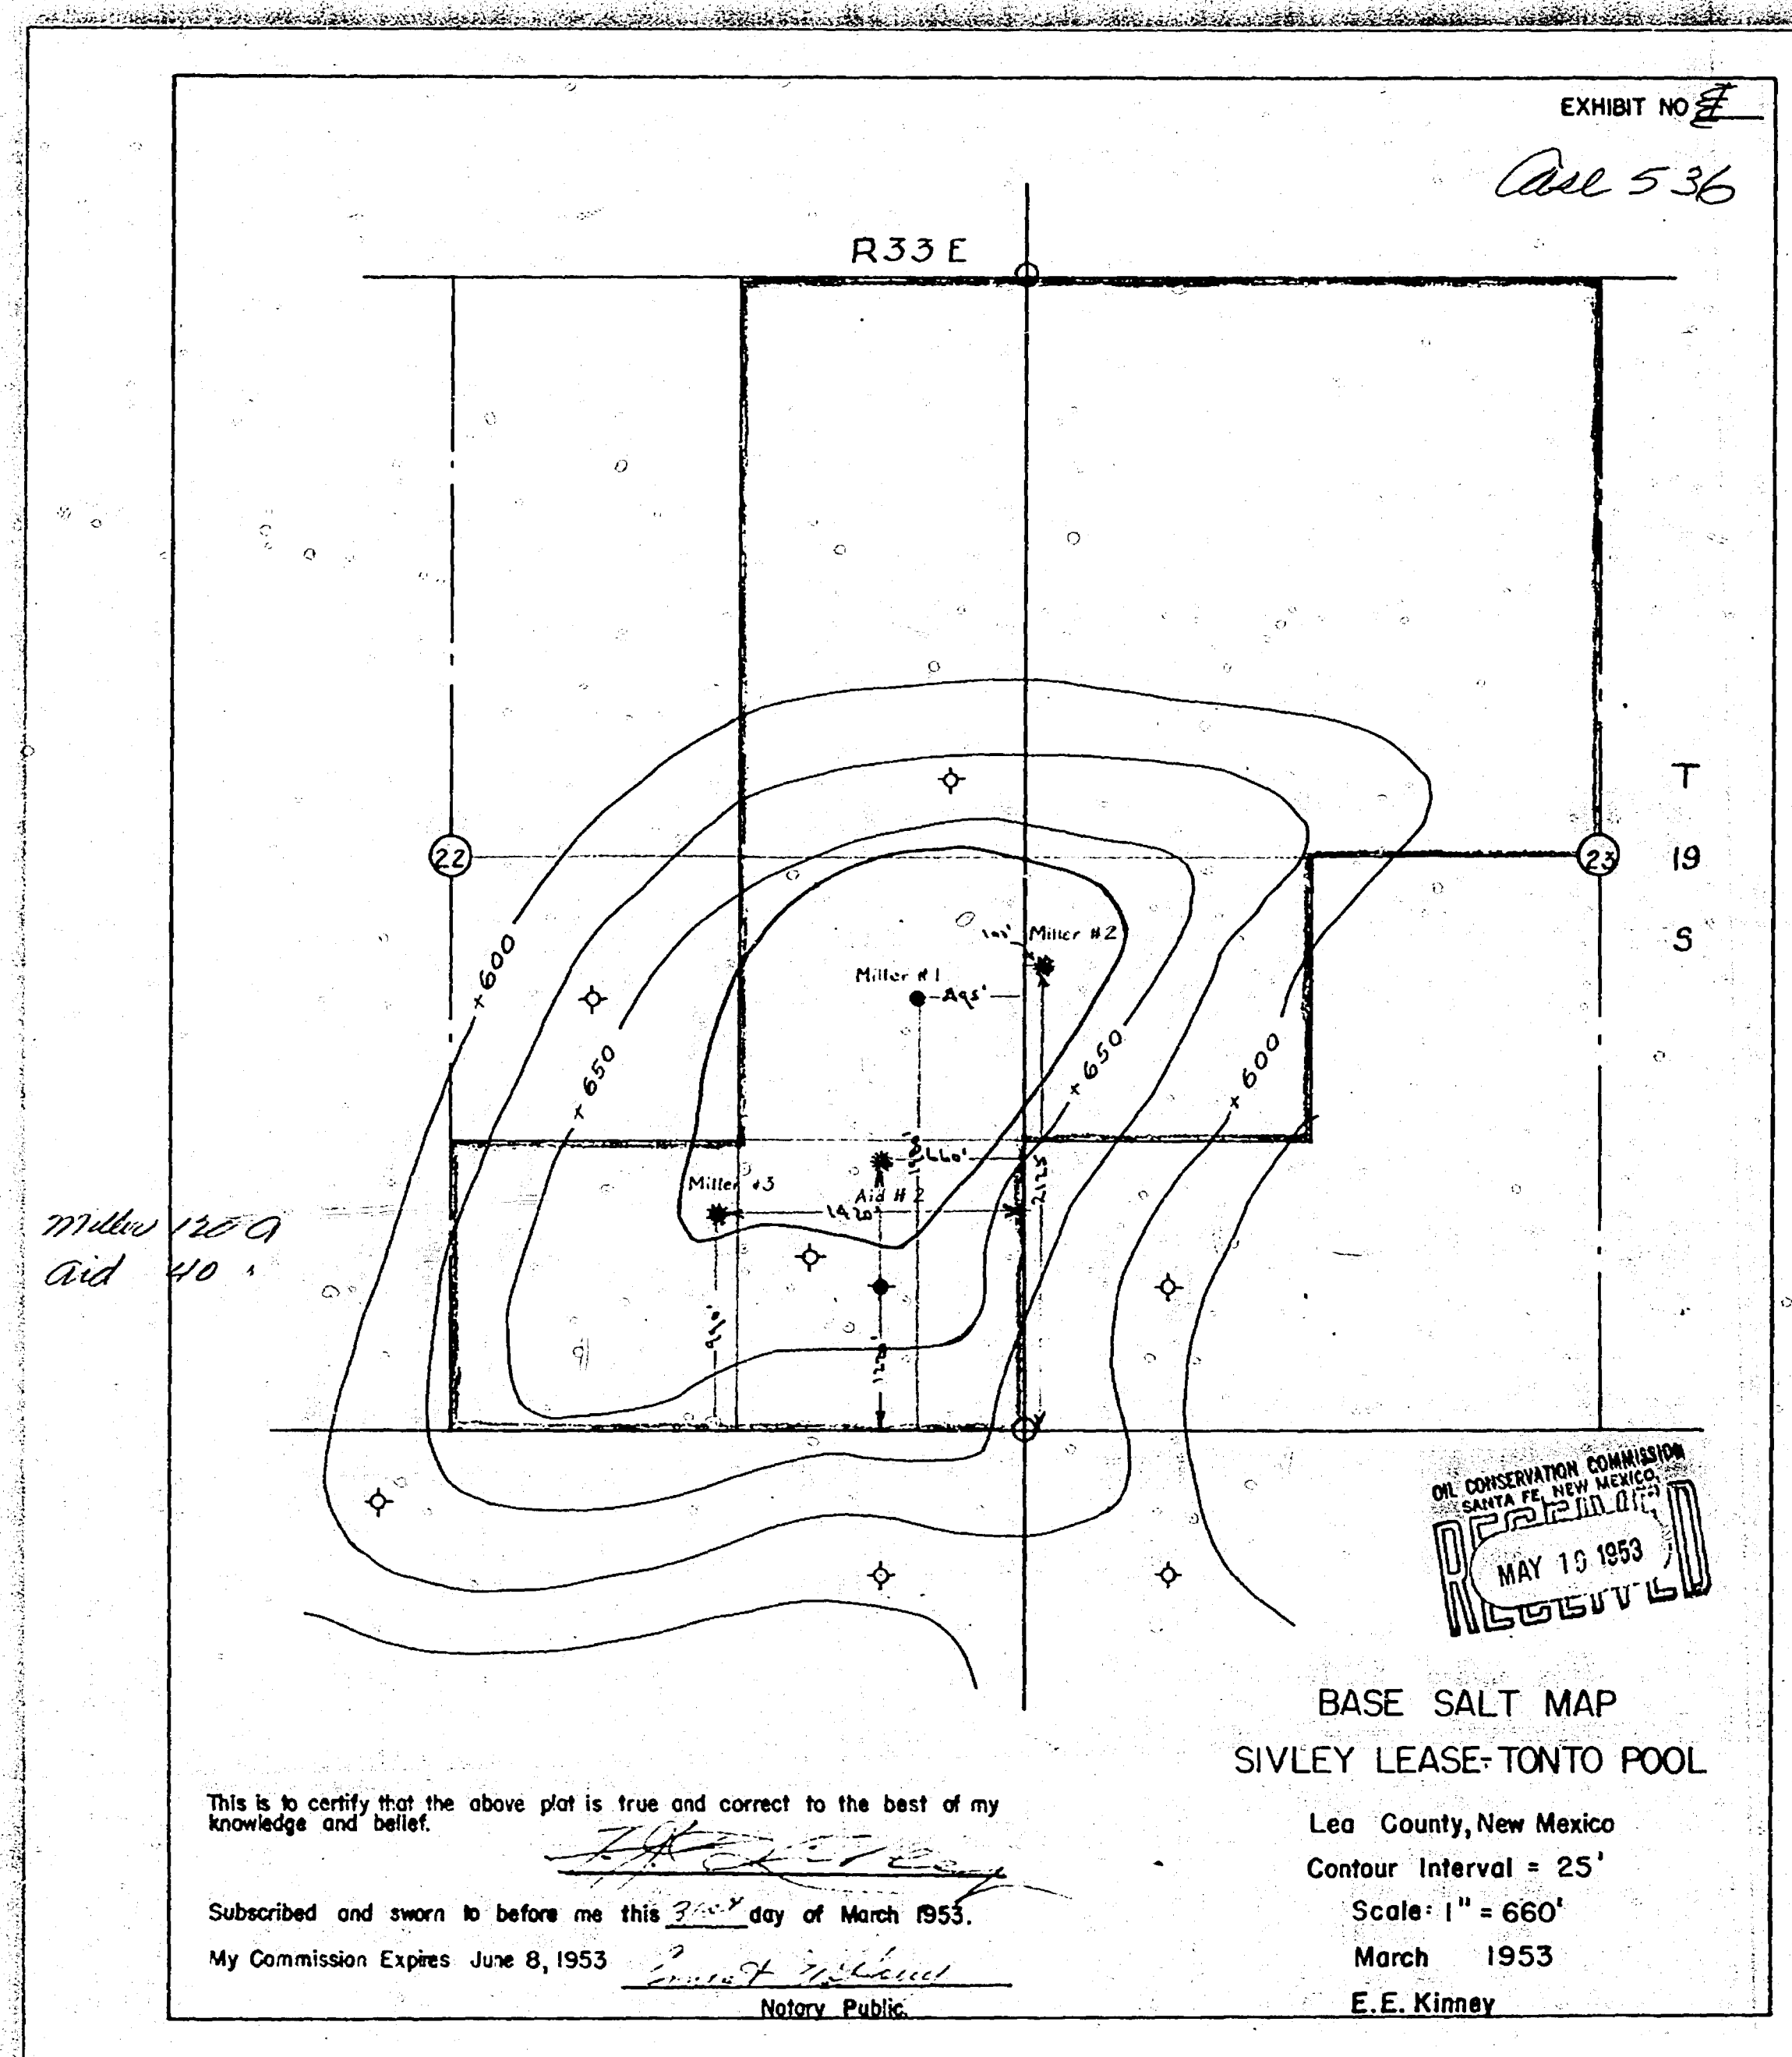 EXHIBIT NO
Case 536
R33E
T
19
S
22
23
+600
+650
+650
+600
Miller #2
Miller #1
660'
Miller #3
Aid #2
1420'
2125
990'
Miller 120 A
Aid 40
OIL CONSERVATION COMMISSION
SANTA FE, NEW MEXICO.
RECEIVED
MAY 19 1953
BASE SALT MAP
SIVLEY LEASE-TONTO POOL
Lea County, New Mexico
Contour Interval = 25'
Scale: 1" = 660'
March 1953
E.E. Kinney
This is to certify that the above plat is true and correct to the best of my
knowledge and belief.
Subscribed and sworn to before me this day of March 1953.
My Commission Expires June 8, 1953
Notary Public.